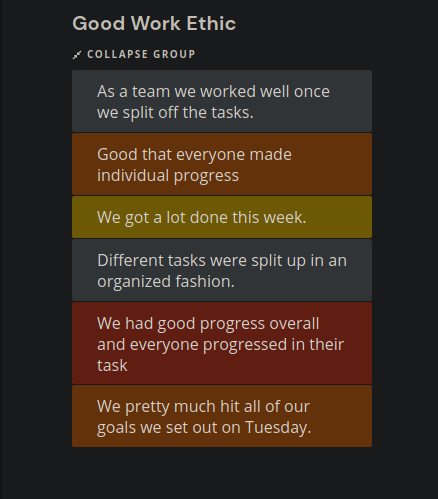 Good Work Ethic
COLLAPSE GROUP
As a team we worked well once
we split off the tasks.
Good that everyone made
individual progress
We got a lot done this week.
Different tasks were split up in an
organized fashion.
We had good progress overall
and everyone progressed in their
task
We pretty much hit all of our
goals we set out on Tuesday.